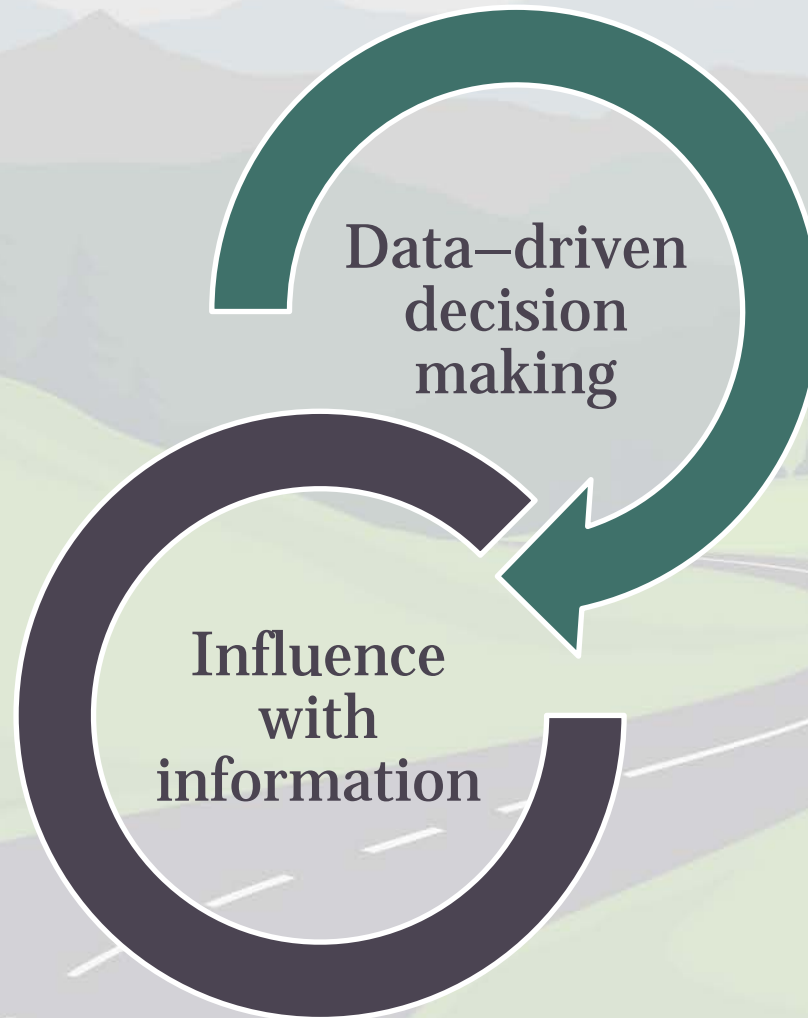 Data–driven
decision
making
Influence
with
information